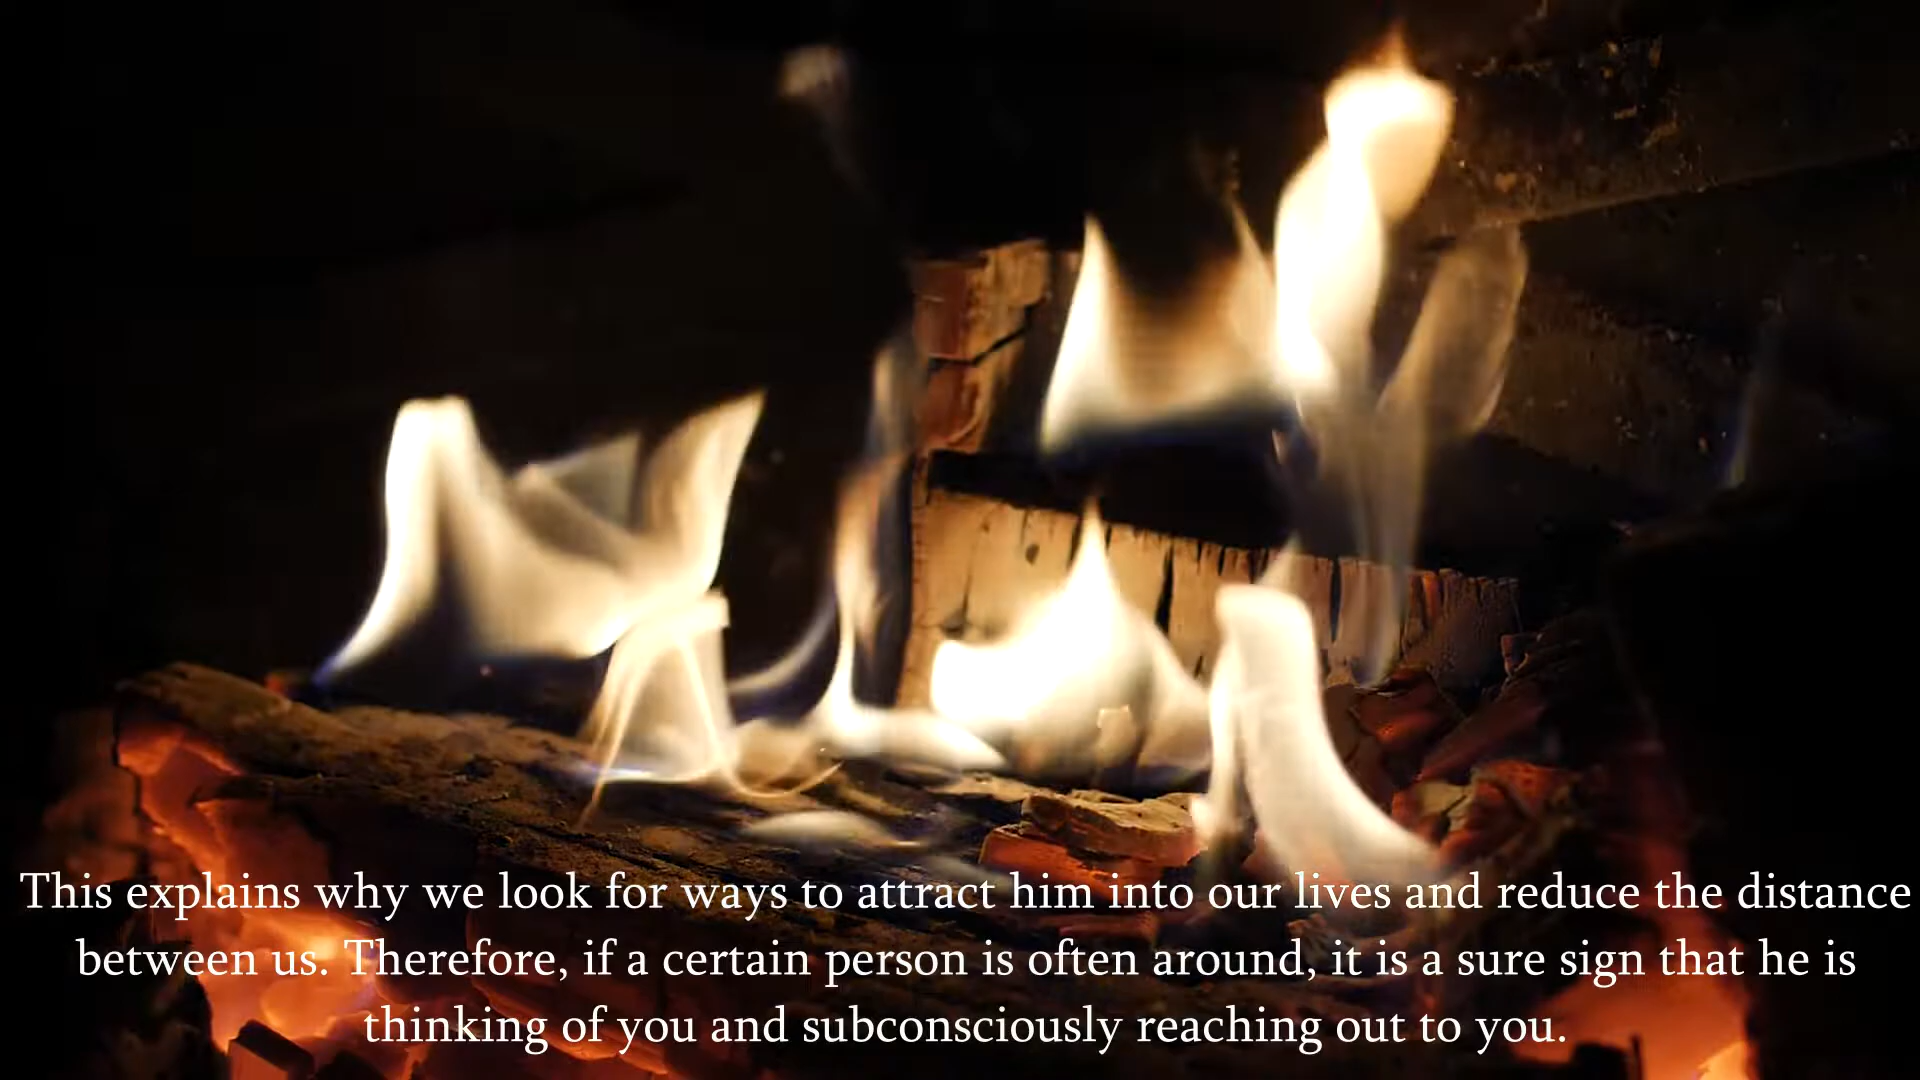 This explains why we look for ways to attract him into our lives and reduce the distance
between us. Therefore, if a certain person is often around, it is a sure sign that he is
thinking of you and subconsciously reaching out to you.